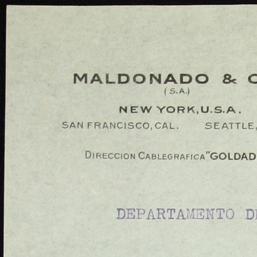 MALDONADO & C
(S.A.)
NEW YORK, U.S.A.
SAN FRANCISCO, CAL. SEATTLE,
DIRECCION CABLEGRAFICA "GOLDAD
DEPARTAMENTO D